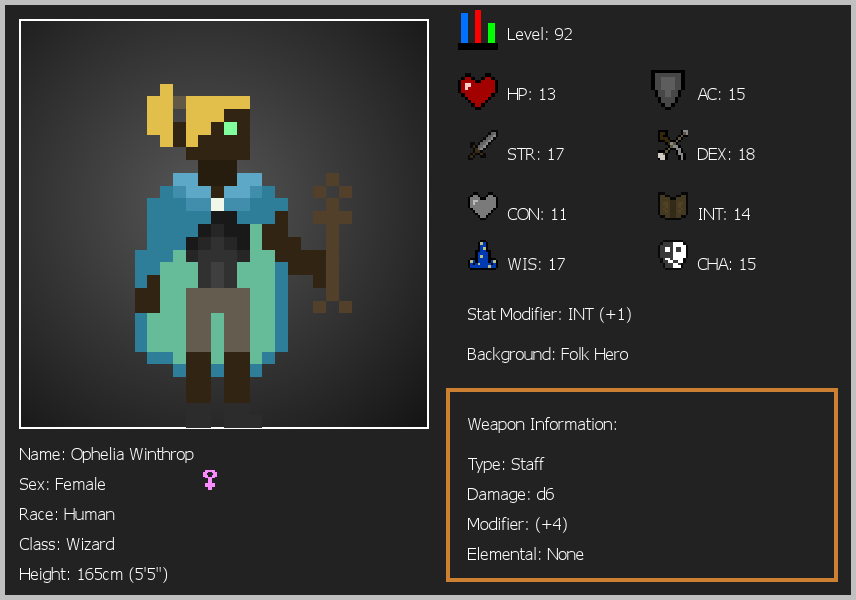 Level: 92
HP: 13
AC: 15
STR: 17
DEX: 18
CON: 11
INT: 14
WIS: 17
CHA: 15
Stat Modifier: INT (+1)
Background: Folk Hero
Weapon Information:
Type: Staff
Damage: d6
Modifier: (+4)
Elemental: None
Name: Ophelia Winthrop
Sex: Female
Race: Human
Class: Wizard
Height: 165cm (5'5")